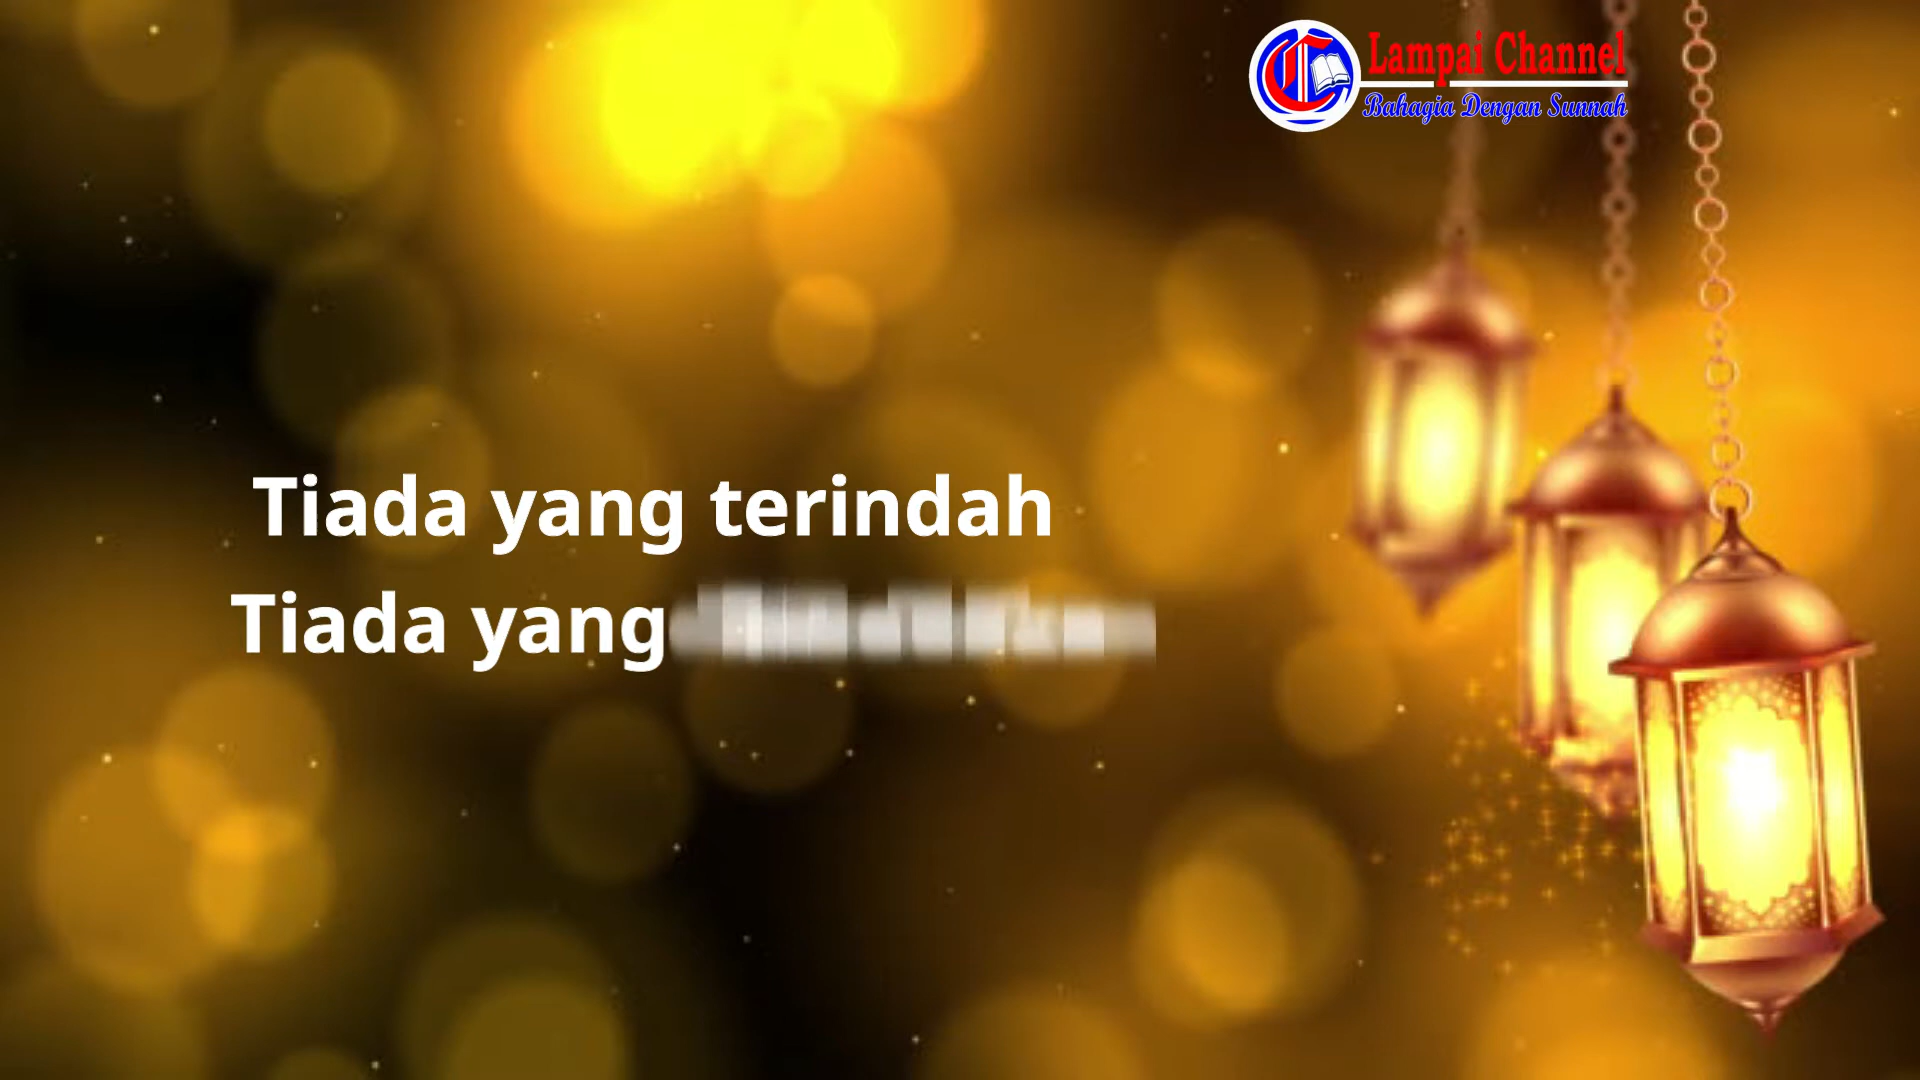 Lampai Channel
Bahagia Dengan Sunnah
Tiada yang terindah
Tiada yang